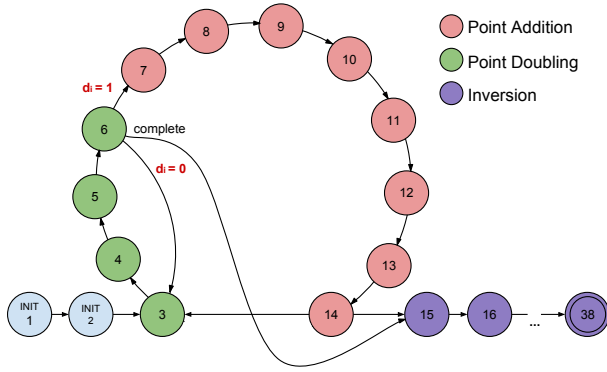 8
9
7
10
Point Addition
Point Doubling
Inversion
dᵢ = 1
6
complete
11
dᵢ = 0
5
12
4
13
INIT
1
INIT
2
3
14
15
16
...
38